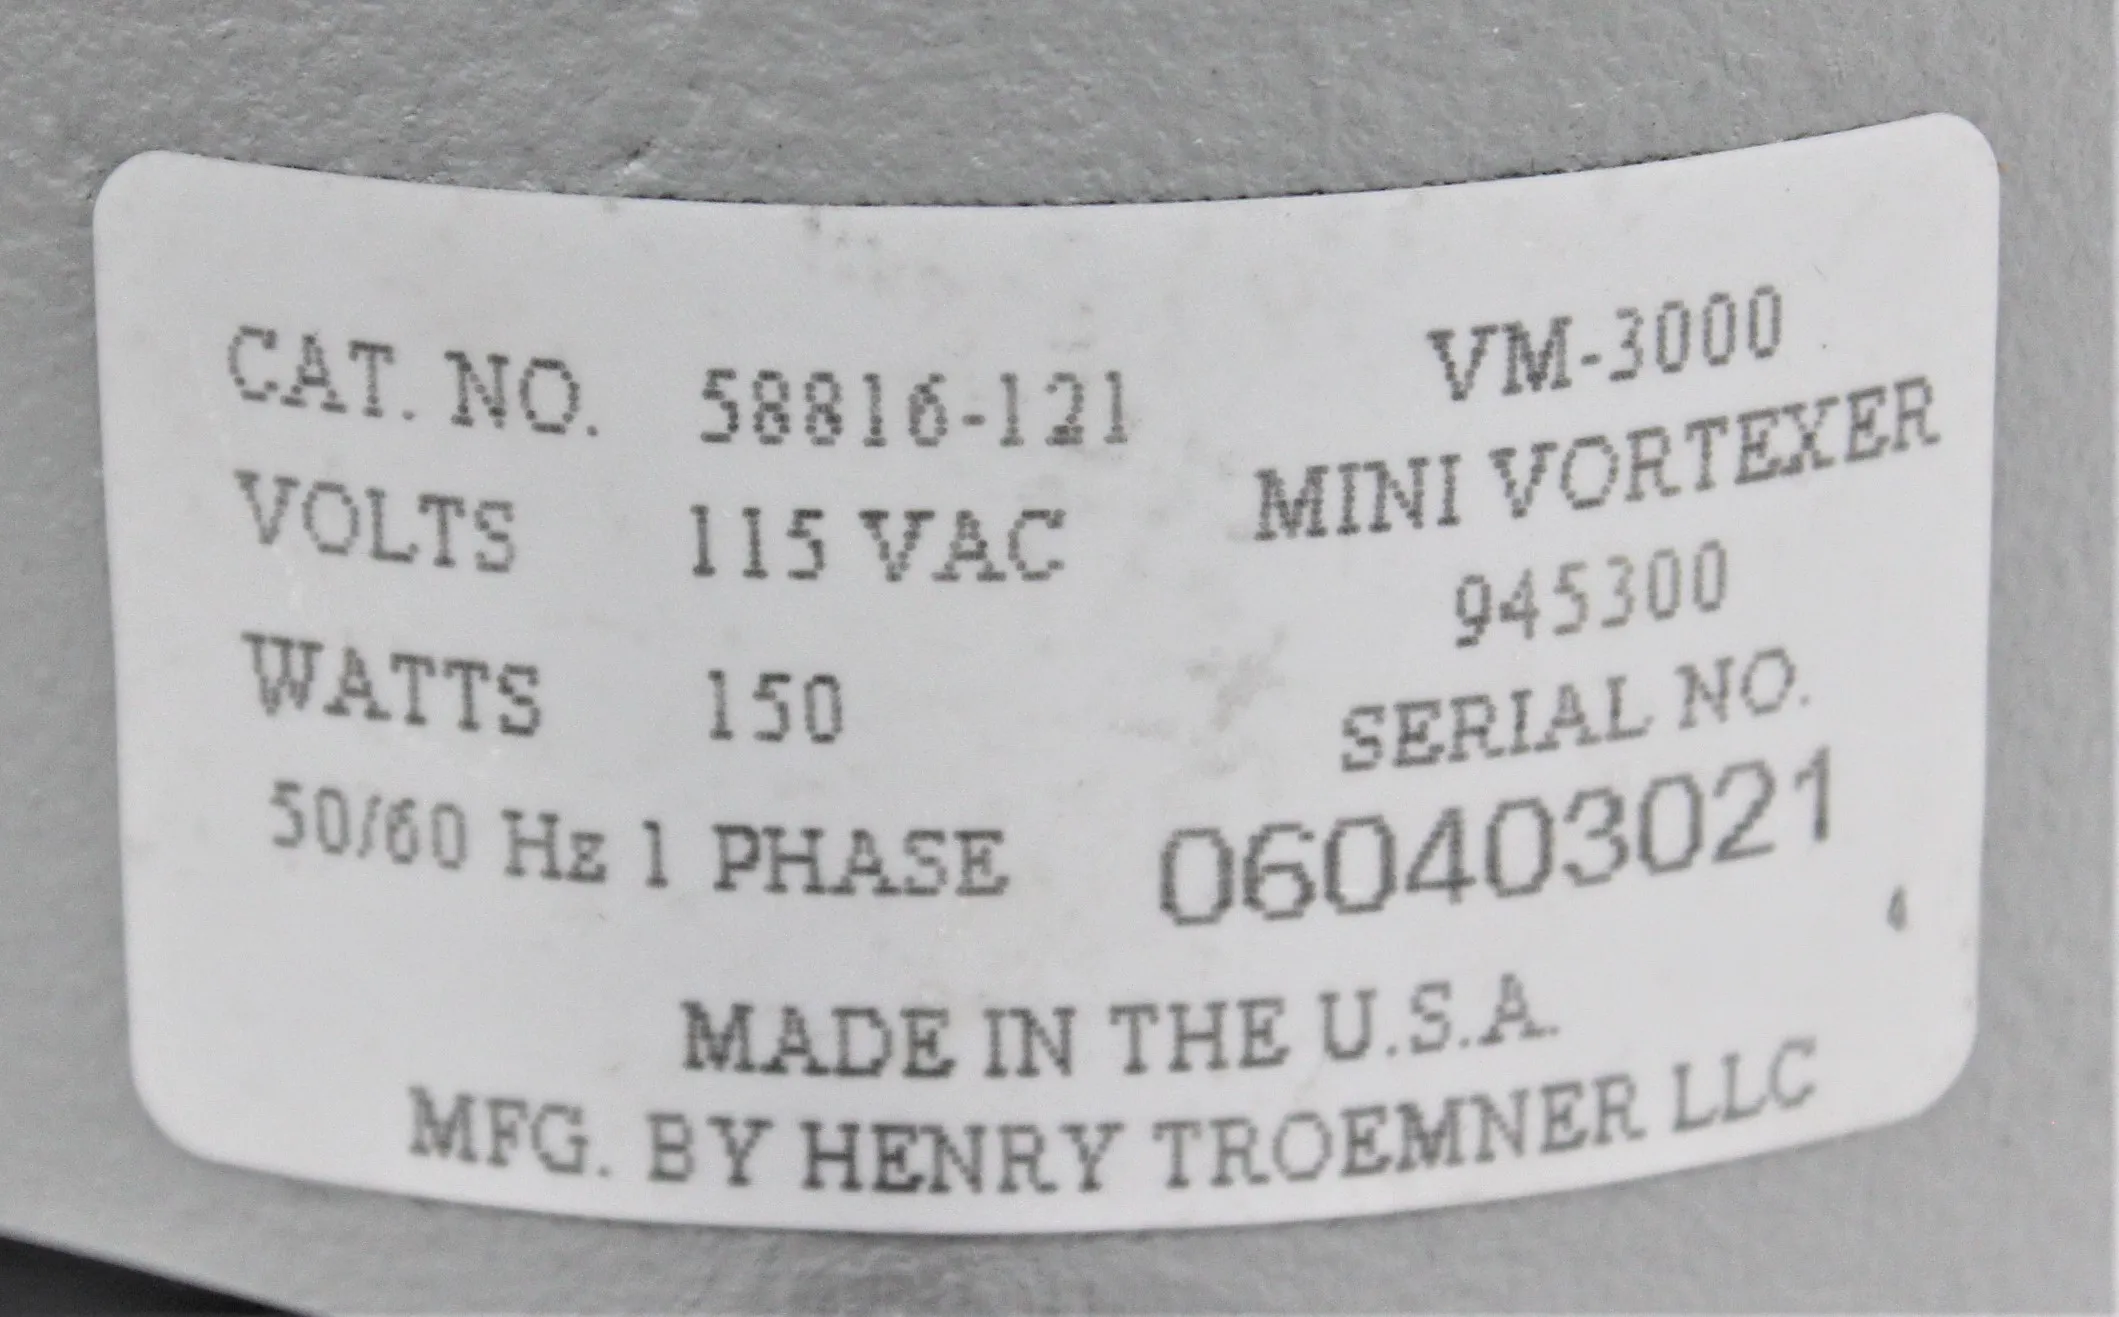 CAT. NO. 58816-121
VOLTS 115 VAC
WATTS 150
50/60 Hz 1 PHASE
VM-3000
MINI VORTEXER
945300
SERIAL NO.
060403021
MADE IN THE U.S.A.
MFG. BY HENRY TROEMNER LLC